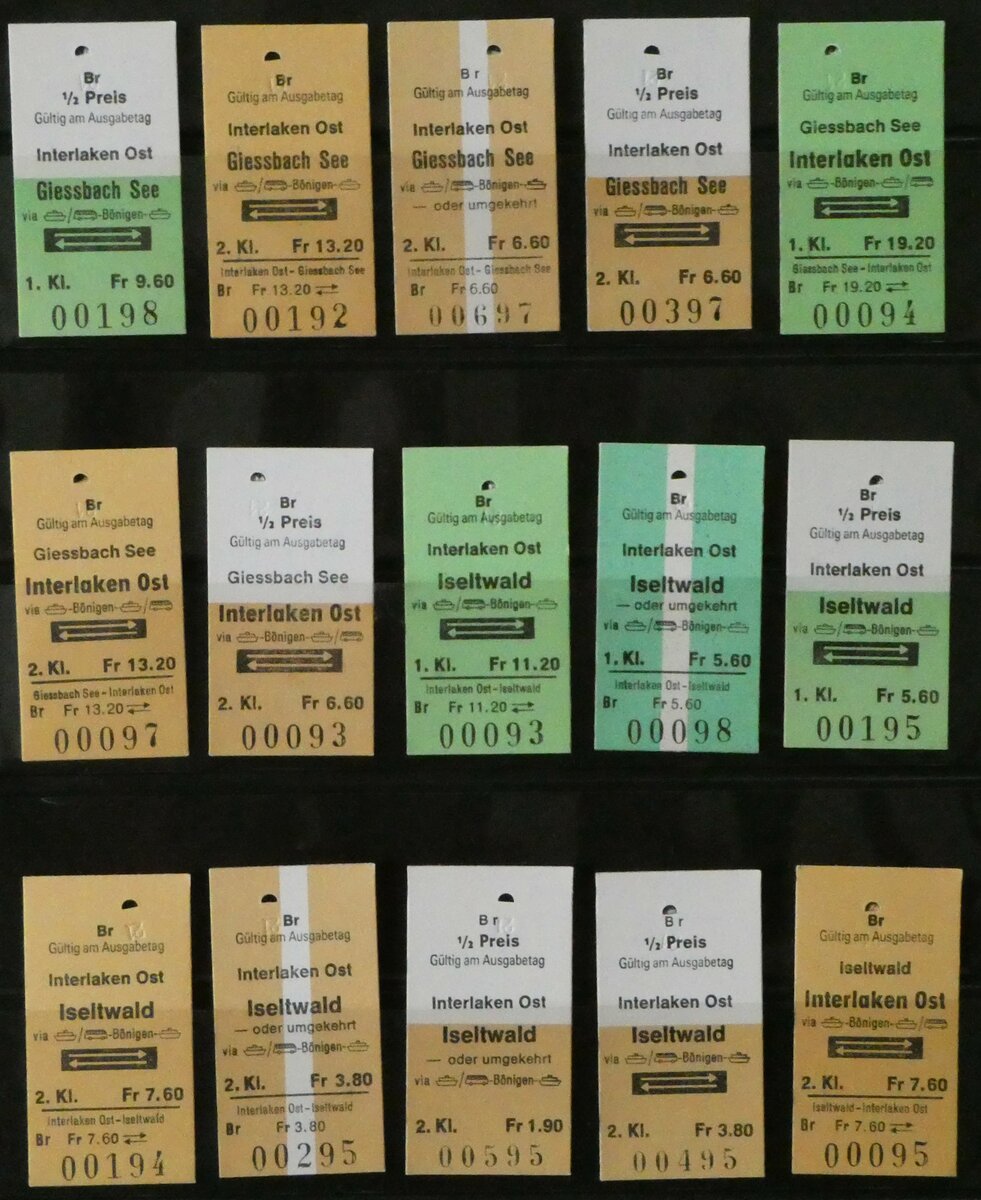 Br
1/2 Preis
Gültig am Ausgabetag
Interlaken Ost
Giessbach See
via / -Bönigen-
1. Kl. Fr 9.60
00198
Br
Gültig am Ausgabetag
Interlaken Ost
Giessbach See
via / -Bönigen-
2. Kl. Fr 13.20
Interlaken Ost - Giessbach See
Br Fr 13.20
00192
Br
Gültig am Ausgabetag
Interlaken Ost
Giessbach See
via / -Bönigen-
— oder umgekehrt
2. Kl. Fr 6.60
Interlaken Ost - Giessbach See
Br Fr 6.60
00697
Br
1/2 Preis
Gültig am Ausgabetag
Interlaken Ost
Giessbach See
via / -Bönigen-
2. Kl. Fr 6.60
00397
Br
Gültig am Ausgabetag
Giessbach See
Interlaken Ost
via -Bönigen- /
1. Kl. Fr 19.20
Giessbach See - Interlaken Ost
Br Fr 19.20
00094
Br
Gültig am Ausgabetag
Giessbach See
Interlaken Ost
via -Bönigen- /
2. Kl. Fr 13.20
Giessbach See - Interlaken Ost
Br Fr 13.20
00097
Br
1/2 Preis
Gültig am Ausgabetag
Giessbach See
Interlaken Ost
via -Bönigen- /
2. Kl. Fr 6.60
00093
Br
Gültig am Ausgabetag
Interlaken Ost
Iseltwald
via / -Bönigen-
1. Kl. Fr 11.20
Interlaken Ost - Iseltwald
Br Fr 11.20
00093
Br
Gültig am Ausgabetag
Interlaken Ost
Iseltwald
— oder umgekehrt
via / -Bönigen-
1. Kl. Fr 5.60
Interlaken Ost - Iseltwald
Br Fr 5.60
00098
Br
1/2 Preis
Gültig am Ausgabetag
Interlaken Ost
Iseltwald
via / -Bönigen-
1. Kl. Fr 5.60
00195
Br
Gültig am Ausgabetag
Interlaken Ost
Iseltwald
via / -Bönigen-
2. Kl. Fr 7.60
Interlaken Ost - Iseltwald
Br Fr 7.60
00194
Br
Gültig am Ausgabetag
Interlaken Ost
Iseltwald
— oder umgekehrt
via / -Bönigen-
2. Kl. Fr 3.80
Interlaken Ost - Iseltwald
Br Fr 3.80
00295
Br
1/2 Preis
Gültig am Ausgabetag
Interlaken Ost
Iseltwald
— oder umgekehrt
via / -Bönigen-
2. Kl. Fr 1.90
00595
Br
1/2 Preis
Gültig am Ausgabetag
Interlaken Ost
Iseltwald
via / -Bönigen-
2. Kl. Fr 3.80
00495
Br
Gültig am Ausgabetag
Iseltwald
Interlaken Ost
via -Bönigen- /
2. Kl. Fr 7.60
Iseltwald - Interlaken Ost
Br Fr 7.60
00095